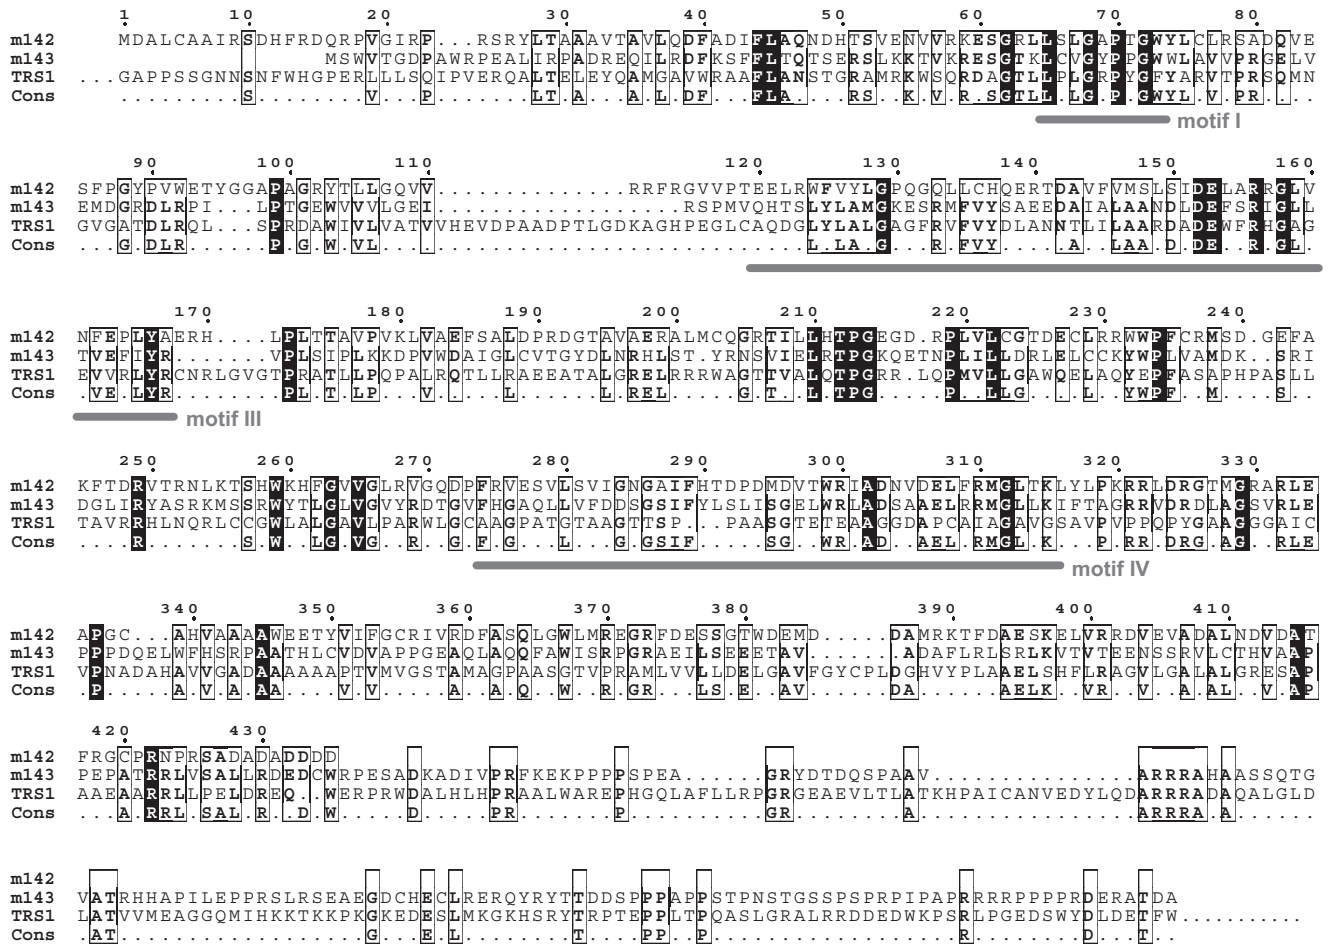 1 10 20 30 40 50 60 70 80
m142 MDALCAAIRSDHFRDQRPVGIRP...RSRYLTAAAVTAVLQDFADIFLAQNDHTSVENVVRKESGRLLSLGAPTGWYLCLRSADQVE
m143 MSWVTGDPAWRPEALIRPADREQILRDFKSFFLTQTSERSLKKTVKRESGTKLCVGYPPGWWLAVVPRGELV
TRS1 ...GAPPSSGNNSNFWHGPERLLLSQIPVERQALTELEYQAMGAVWRAAFLANSTGRAMRKWSQRDAGTLLPLGRPYGFYARVTPRSQMN
Cons .........S........V...P.......LT.A...A.L.DF...FLA....RS..K.V.R.SGTLL.LG.P.GWYL.V.PR....
motif I
90 100 110 120 130 140 150 160
m142 SFPGYPVWETYGGAPAGRYTLLGQVV..............RRFRGVVPTEELRWFVYLGPQGQLLCHQERTDAVFVMSLSIDELARRGLV
m143 EMDGRDLRPI...LPTGEWVVVLGEI..................RSPMVQHTSLYLAMGKESRMFVYSAEEDAIALAANDLDEFSRIGLL
TRS1 GVGATDLRQL...SPRDAWIVLVATVVHEVDPAADPTLGDKAGHPEGLCAQDGLYLALGAGFRVFVYDLANNTLILAARDADEWFRHGAG
Cons ...G.DLR......P.G.W.VL................................L.LA.G...R.FVY.....A.LAA.D.DE..R.GL.
motif III
170 180 190 200 210 220 230 240
m142 NFEPLYAERH....LPLTTAVPVKLVAEFSALDPRDGTAVAERALMCQGRTILLHTPGEGD.RPLVLCGTDECLRRWWPFCRMSD.GEFA
m143 TVEFIYR.......VPLSIPLKKDPVWDAIGLCVTGYDLNRHLST.YRNSVIELRTPGKQETNPLILLDRLELCCKYWPLVAMDK..SRI
TRS1 EVVRLYRCNRLGVGTPRATLLPQPALRQTLLRAEEATALGRELRRRWAGTTVALQTPGRR.LQPMVLLGAWQELAQYEPFASAPHPASLL
Cons .VE.LYR........PL.T.LP...V.....L........REL.....G.T..L.TPG.....P..LLG....L..YWPF..M....S..
250 260 270 280 290 300 310 320 330
m142 KFTDRVTRNLKTSHWKHFGVVGLRVGQDPFRVESVLSVIGNGAIFHTDPDMDVTWRIADNVDELFRMGLTKLYLPKRRLDRGTMGRARLE
m143 DGLIRYASRKMSSRWYTLGLVGVYRDTGVFHGAQLLVFDDSGSIFYLSLISGELWRLADSAAELRRMGLLKIFTAGRRVDRDLAGSVRLE
TRS1 TAVRRHLNQRLCCGWLALGAVLPARWLGCAAGPATGTAAGTTSP...PAASGTETEAAGGDAPCAIAGAVGSAVPVPPQPYGAAGGGAIC
Cons ....R.......S.W...G.VG..R..G.F.G....L...G.GSIF.....SG..WR.AD..AEL.RMGL.K...P.RR.DRG.AG..RLE
motif IV
340 350 360 370 380 390 400 410
m142 APGC...AHVAAAAAWEETYVIFGCRIVRDFASQLGWLMREGRFDESSGTWDEMD.....DAMRKTFDAESKELVRRDVEVADALNDVDAT
m143 PPPDQELWFHSRPAATHLCVDVAPPGEAQLAQQFAWISRPGRAEILSEEETAV......ADAFLRLSRLKVTVTEENSSRVLCTHVAAP
TRS1 VPNADAHAVVGADAAAAAAPTVMVGSTAMAGPAASGTVPRAMLVVLLDELGAVFGYCPLDGHVYPLAAELSHFLRAGVLGALALGRESAP
Cons .P.....A.V.A.AA....V.V.....A..A.Q..W..R.GR...LS.E..AV......DA......AELK..VR..V..A.AL..V.AP
420 430
m142 FRGCPRNPRSADADADDDD
m143 PEPATRRLVSALLRDEDCWRPESADKADIVPRFKEKPPPPSPEA......GRYDTDQSPAAV...............ARRRAHAASSQTG
TRS1 AAEAARRLLPELDREQ..WERPRWDALHLHPRAALWAREPHGQLAFLLRPGRGEAEVLTLATKHPAICANVEDYLQDARRRADAQALGLD
Cons ...A.RRL.SAL.R..D.W.....D.....PR.......P..........GR........A................ARRRA.A......
m142
m143 VATRHHAPILEPPRSLRSEAEGDCHECLRERQYRYTTDDSPPPAPPSTPNSTGSSPSPRPIPAPRRRRPPPPRDERATDA
TRS1 LATVVMEAGGQMIHKKTKKPKGKEDESLMKGKHSRYTRPTEPPLTPQASLGRALRRDDEDWKPSRLPGEDSWYDLDETFW.........
Cons .AT..................G...E.L........T....PP..P..................R........D...T............